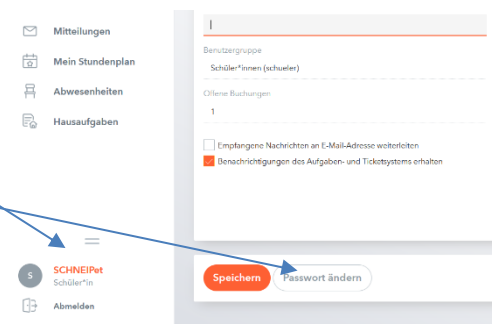 Mitteilungen
Mein Stundenplan
Abwesenheiten
Hausaufgaben
S
SCHNEIPet
Schüler*in
Abmelden
Benutzergruppe
Schüler*innen (schueler)
Offene Buchungen
1
Empfangene Nachrichten an E-Mail-Adresse weiterleiten
Benachrichtigungen des Aufgaben- und Ticketsystems erhalten
Speichern
Passwort ändern